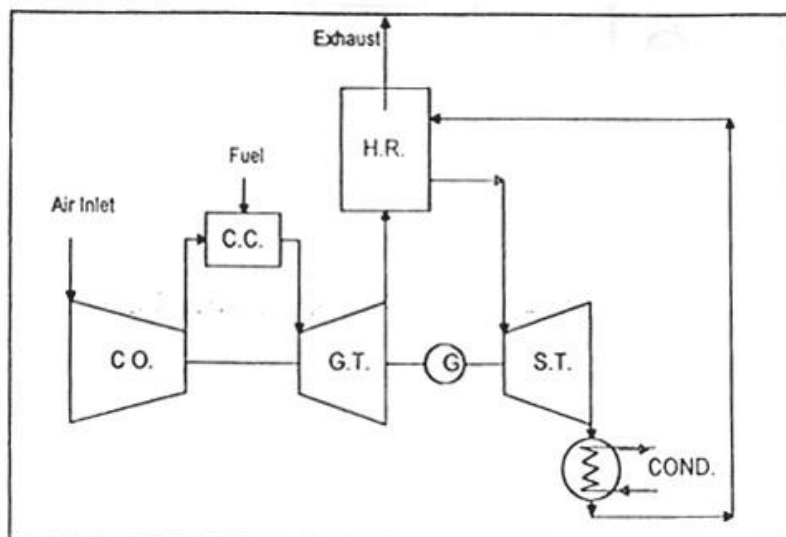 Exhaust
H.R.
Fuel
Air Inlet
C.C.
C O.
G.T.
G
S.T.
COND.